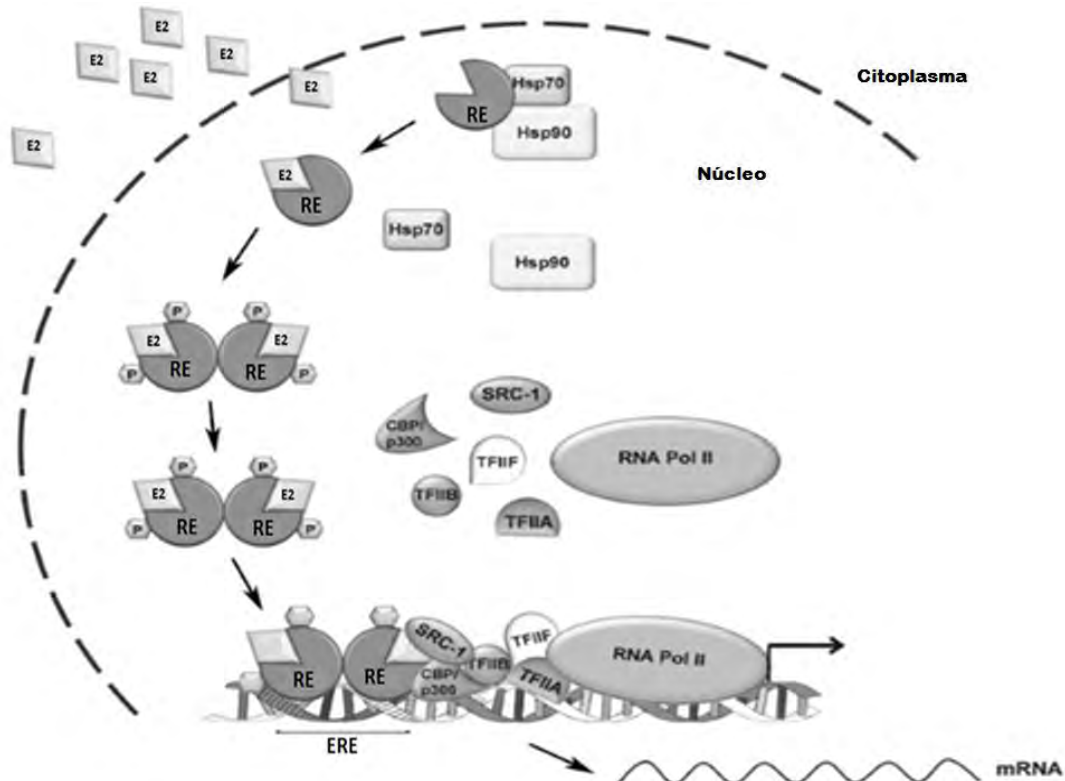 E2
E2
E2
E2
E2
E2
Citoplasma
RE
Hsp70
Hsp90
Núcleo
E2
RE
Hsp70
Hsp90
P
P
E2
E2
RE
RE
P
P
SRC-1
CBP/
p300
TFIIF
RNA Pol II
TFIIB
TFIIA
P
P
E2
E2
RE
RE
P
P
RE
RE
SRC-1
CBP/
p300
TFIIB
TFIIF
TFIIA
RNA Pol II
ERE
mRNA